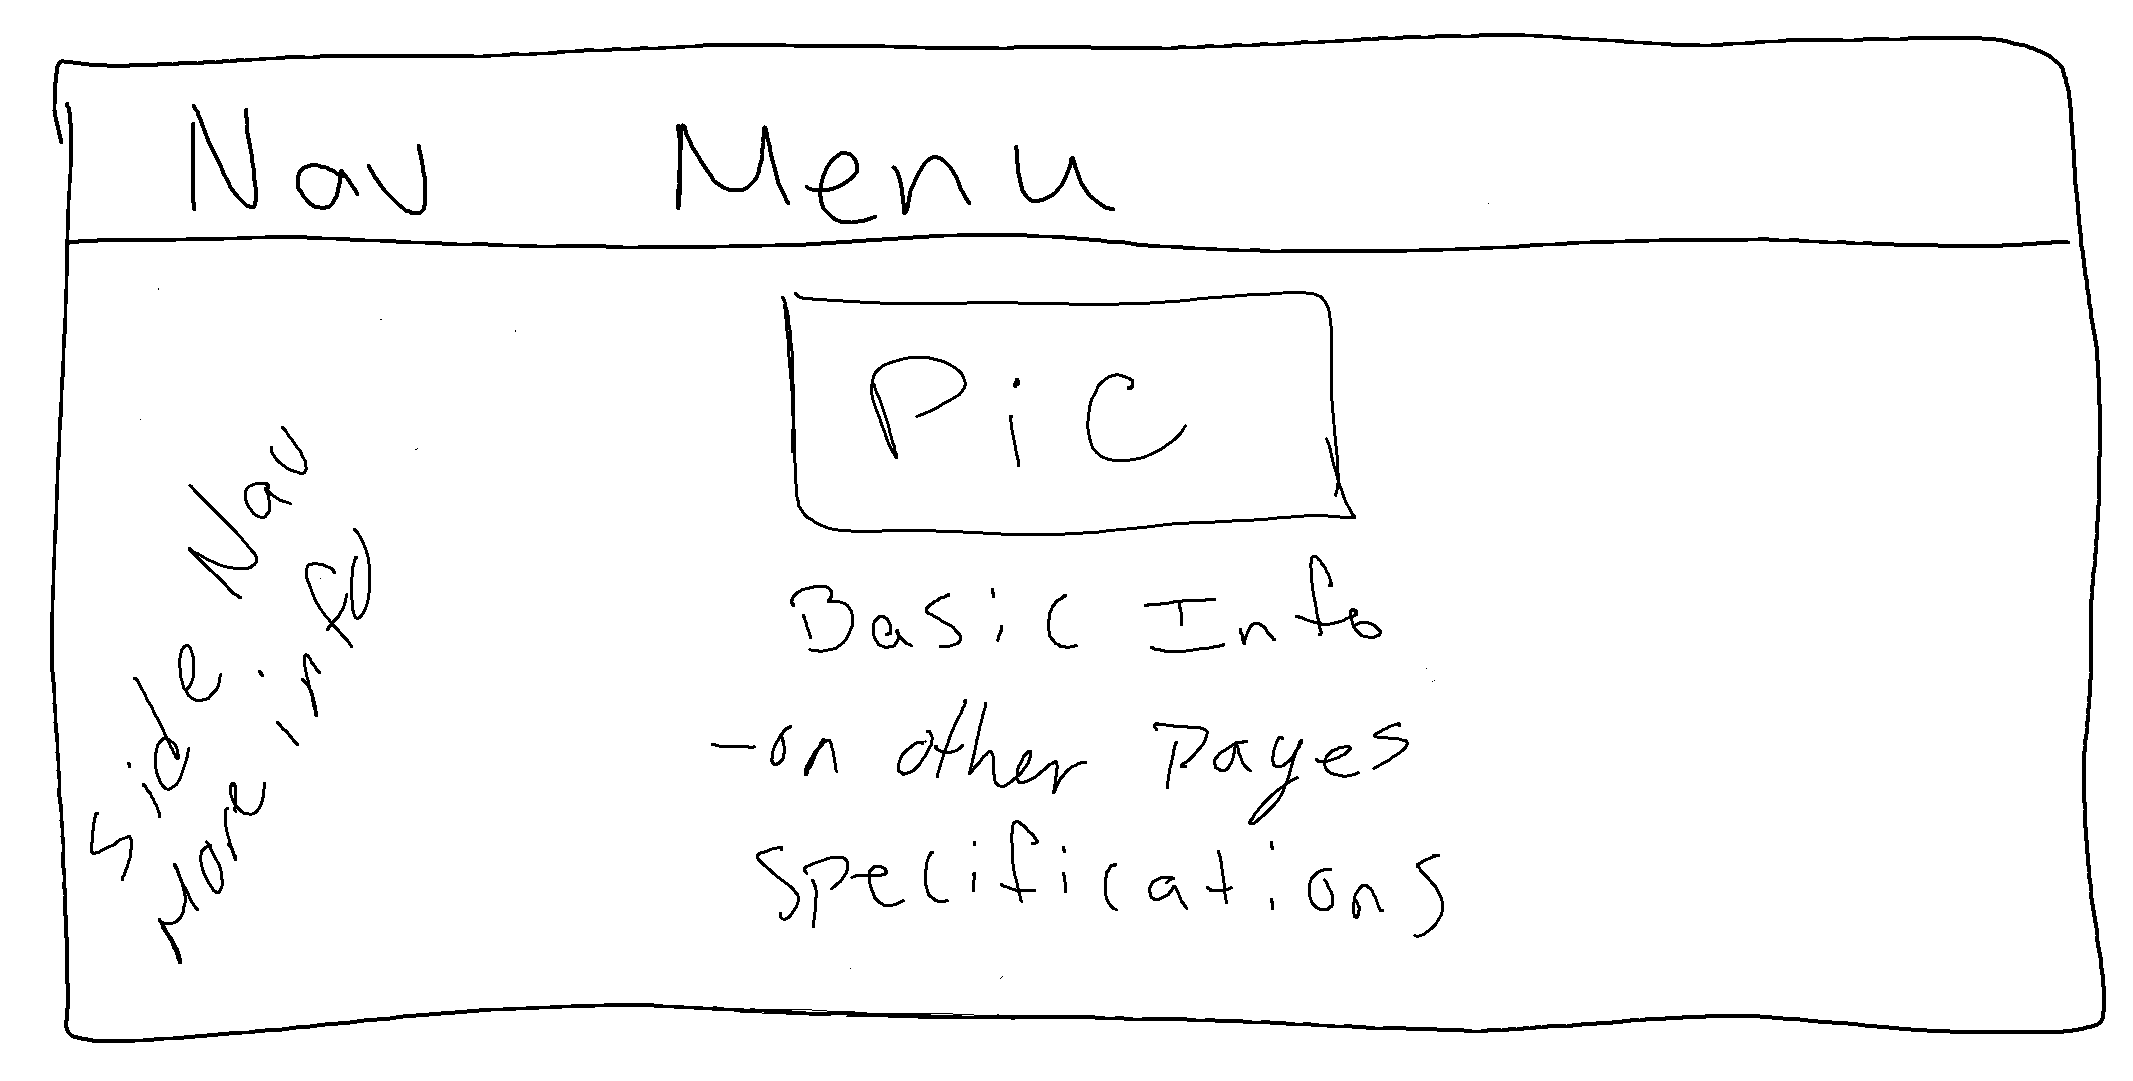 Nav Menu
Pic
Basic Info
-on other pages
specifications
Side Nav
More info